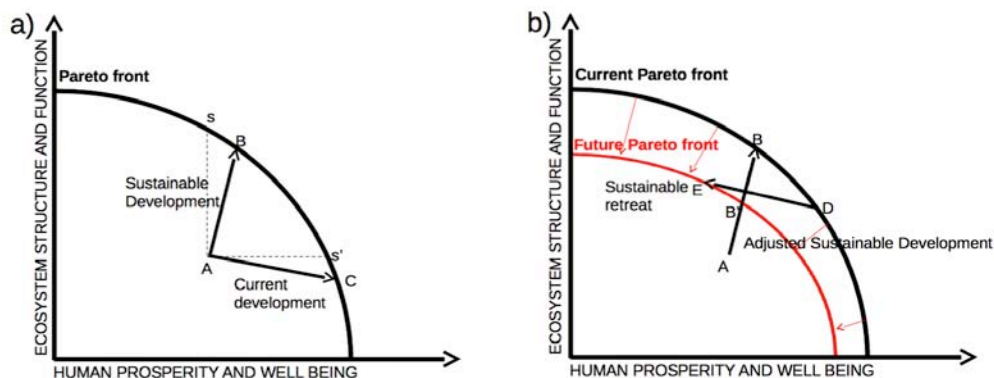 a)
ECOSYSTEM STRUCTURE AND FUNCTION
Pareto front
s
B
Sustainable
Development
s'
A
C
Current
development
HUMAN PROSPERITY AND WELL BEING
b)
ECOSYSTEM STRUCTURE AND FUNCTION
Current Pareto front
B
Future Pareto front
Sustainable
retreat
E
B'
D
Adjusted Sustainable Development
A
HUMAN PROSPERITY AND WELL BEING